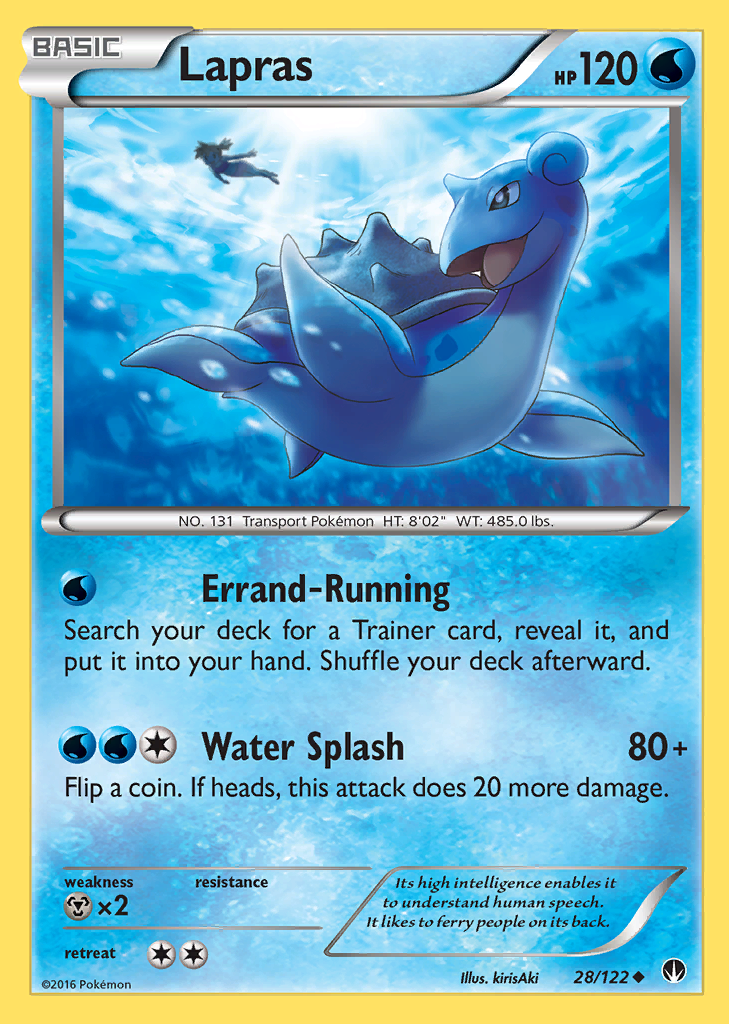 BASIC
Lapras
HP 120
NO. 131 Transport Pokémon HT: 8'02" WT: 485.0 lbs.
Errand-Running
Search your deck for a Trainer card, reveal it, and
put it into your hand. Shuffle your deck afterward.
Water Splash 80+
Flip a coin. If heads, this attack does 20 more damage.
weakness resistance
×2
Its high intelligence enables it
to understand human speech.
It likes to ferry people on its back.
retreat
©2016 Pokémon
Illus. kirisAki 28/122